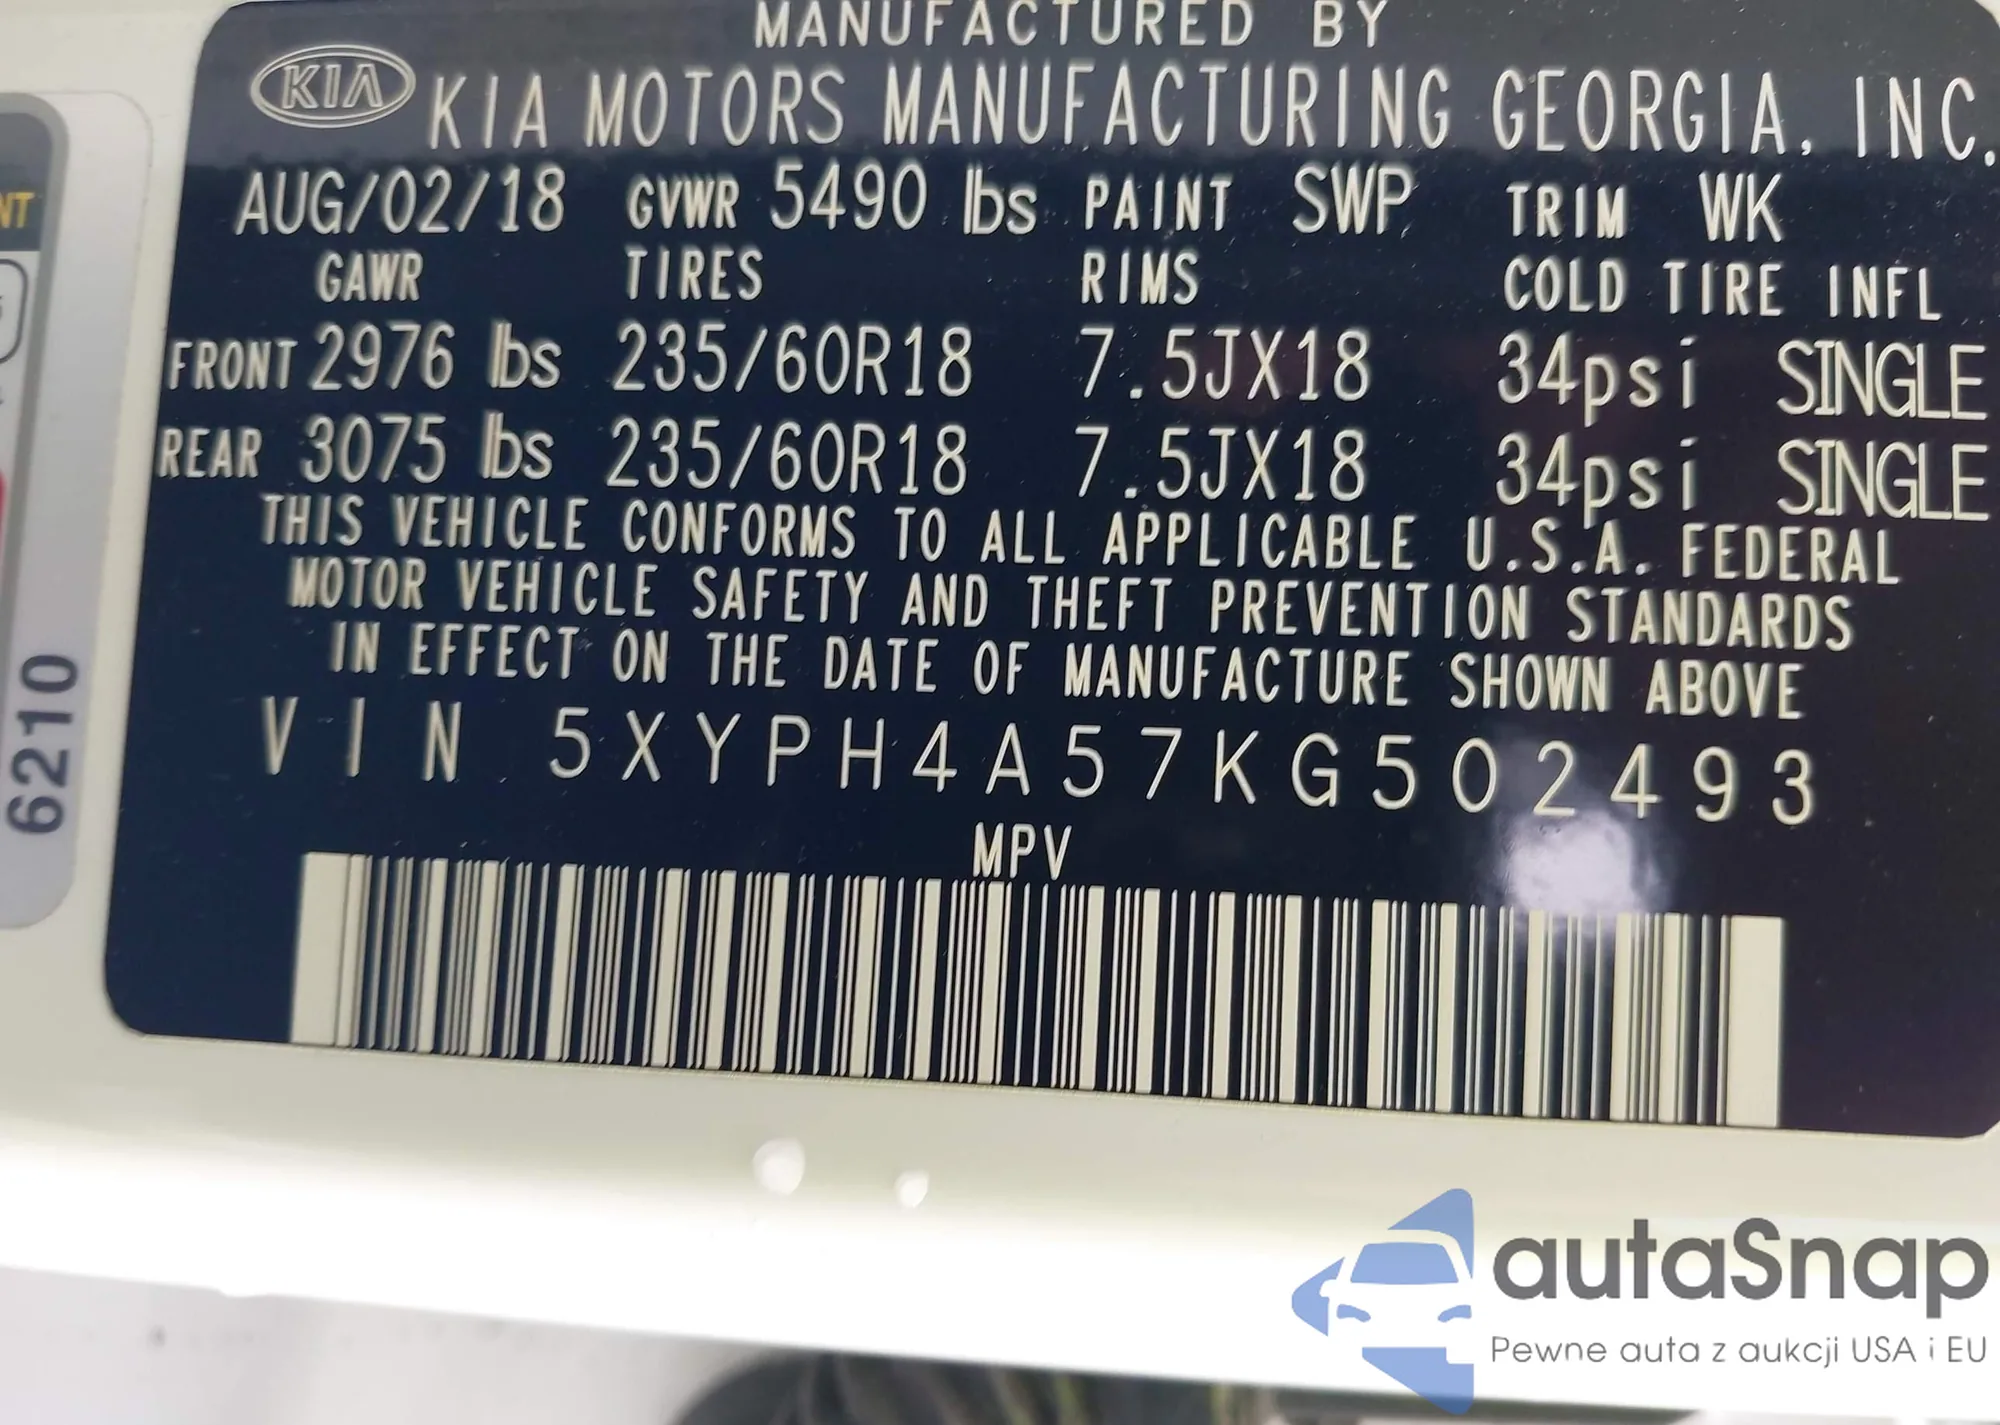 MANUFACTURED BY
KIA KIA MOTORS MANUFACTURING GEORGIA, INC.
AUG/02/18 GVWR 5490 lbs PAINT SWP TRIM WK
GAWR TIRES RIMS COLD TIRE INFL
FRONT 2976 lbs 235/60R18 7.5JX18 34psi SINGLE
REAR 3075 lbs 235/60R18 7.5JX18 34psi SINGLE
THIS VEHICLE CONFORMS TO ALL APPLICABLE U.S.A. FEDERAL
MOTOR VEHICLE SAFETY AND THEFT PREVENTION STANDARDS
IN EFFECT ON THE DATE OF MANUFACTURE SHOWN ABOVE
VIN 5XYPH4A57KG502493
MPV
6210
autaSnap
Pewne auta z aukcji USA i EU